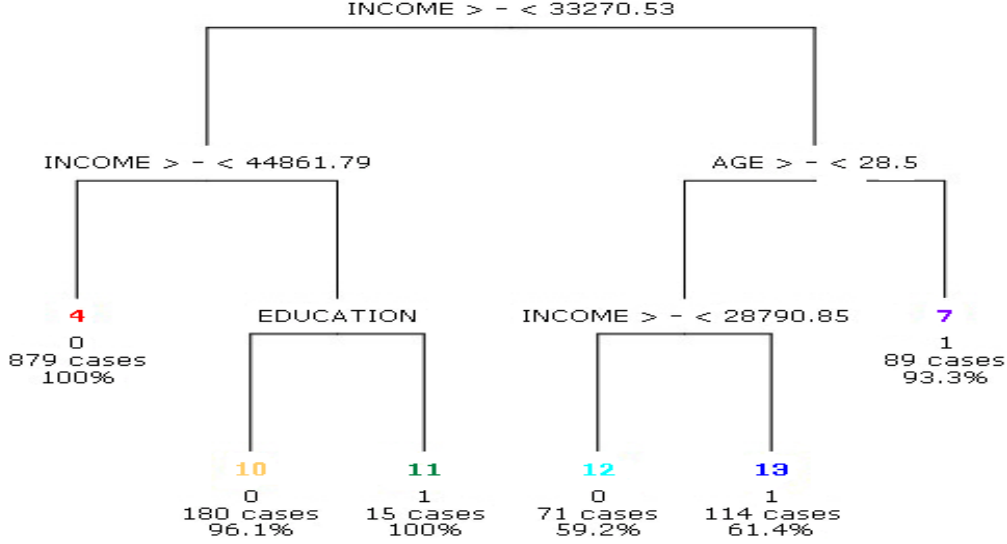 INCOME > - < 33270.53
INCOME > - < 44861.79
AGE > - < 28.5
4
0
879 cases
100%
EDUCATION
INCOME > - < 28790.85
7
1
89 cases
93.3%
10
0
180 cases
96.1%
11
1
15 cases
100%
12
0
71 cases
59.2%
13
1
114 cases
61.4%